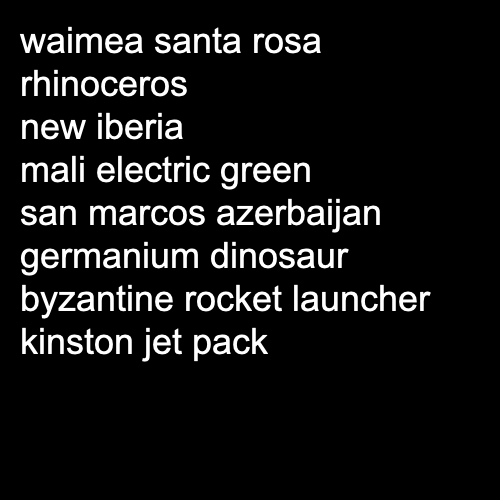 waimea santa rosa
rhinoceros
new iberia
mali electric green
san marcos azerbaijan
germanium dinosaur
byzantine rocket launcher
kinston jet pack